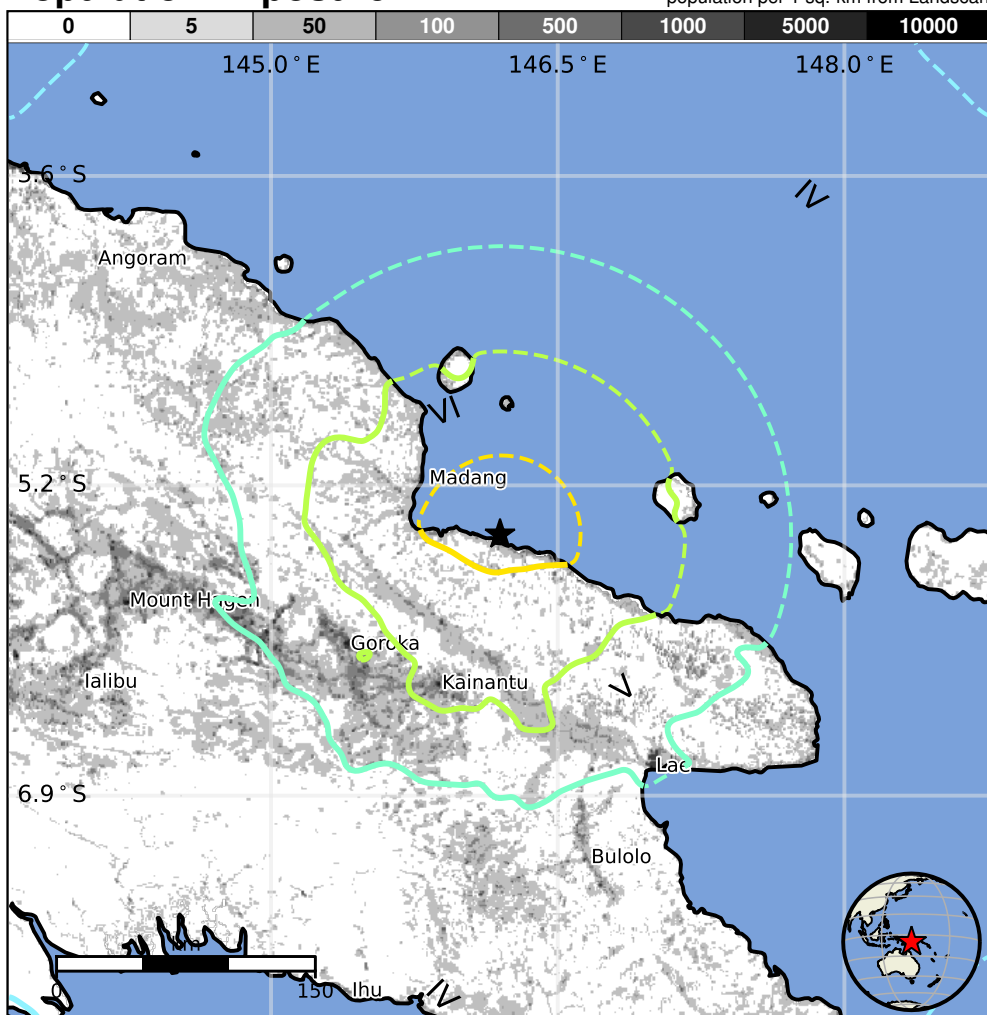 population per 1 sq. km from Landscan
0 5 50 100 500 1000 5000 10000
145.0°E 146.5°E 148.0°E
3.6°S
IV
Angoram
VI
Madang
5.2°S
Mount Hagen
Goroka
Ialibu
Kainantu
V
Lae
6.9°S
Bulolo
km
0 150
Ihu
IV